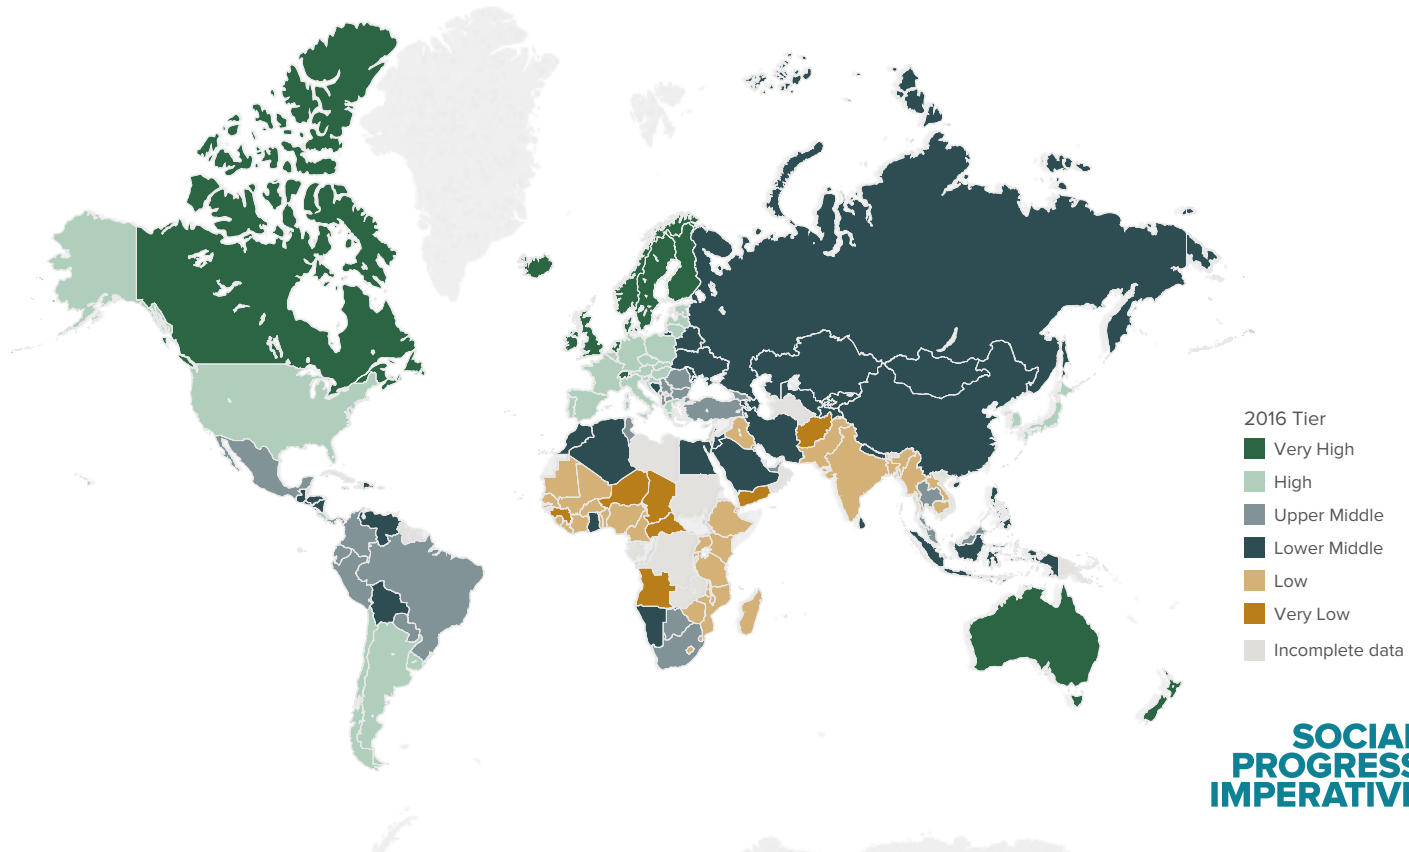 2016 Tier
Very High
High
Upper Middle
Lower Middle
Low
Very Low
Incomplete data
SOCIAL
PROGRESS
IMPERATIVE